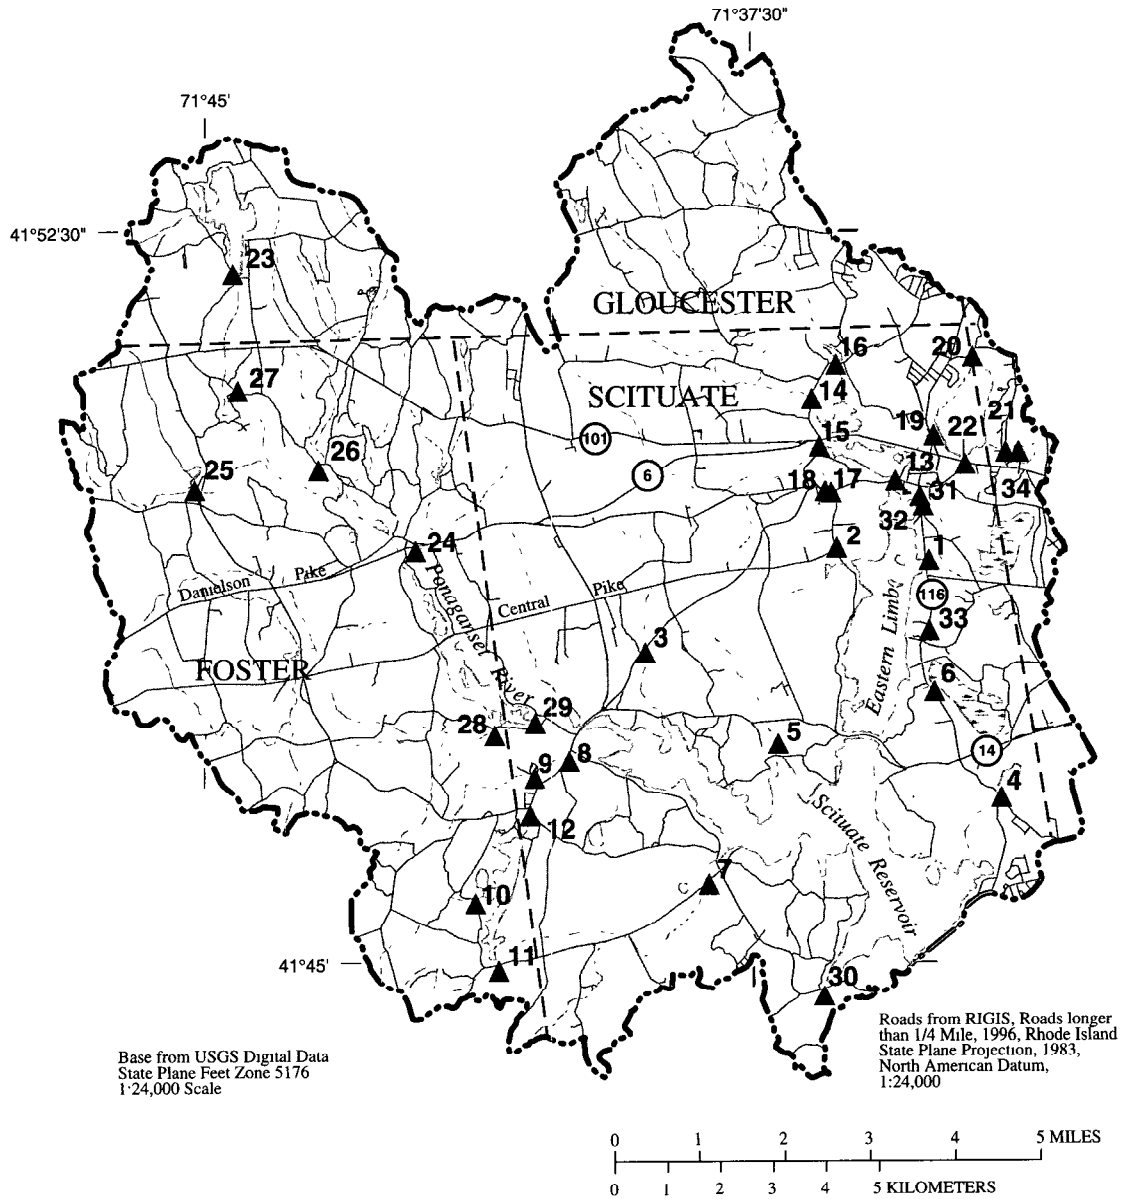 71°37'30"
71°45'
41°52'30"
23
GLOUCESTER
16
20
27
SCITUATE
14
21
101
15
19
22
26
6
13
25
18
17
31
34
32
24
2
1
Danielson Pike
Ponaganset River
Central Pike
116
Eastern Limb
33
3
FOSTER
6
29
28
5
14
8
9
4
12
Scituate Reservoir
7
10
41°45'
11
30
Roads from RIGIS, Roads longer
than 1/4 Mile, 1996, Rhode Island
State Plane Projection, 1983,
North American Datum,
1:24,000
Base from USGS Digital Data
State Plane Feet Zone 5176
1:24,000 Scale
0 1 2 3 4 5 MILES
0 1 2 3 4 5 KILOMETERS